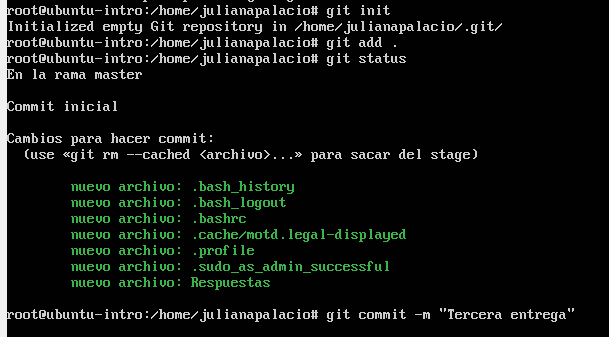 root@ubuntu-intro:/home/julianapalacio# git init
Initialized empty Git repository in /home/julianapalacio/.git/
root@ubuntu-intro:/home/julianapalacio# git add .
root@ubuntu-intro:/home/julianapalacio# git status
En la rama master
Commit inicial
Cambios para hacer commit:
(use «git rm --cached <archivo>...» para sacar del stage)
nuevo archivo: .bash_history
nuevo archivo: .bash_logout
nuevo archivo: .bashrc
nuevo archivo: .cache/motd.legal-displayed
nuevo archivo: .profile
nuevo archivo: .sudo_as_admin_successful
nuevo archivo: Respuestas
root@ubuntu-intro:/home/julianapalacio# git commit -m "Tercera entrega"